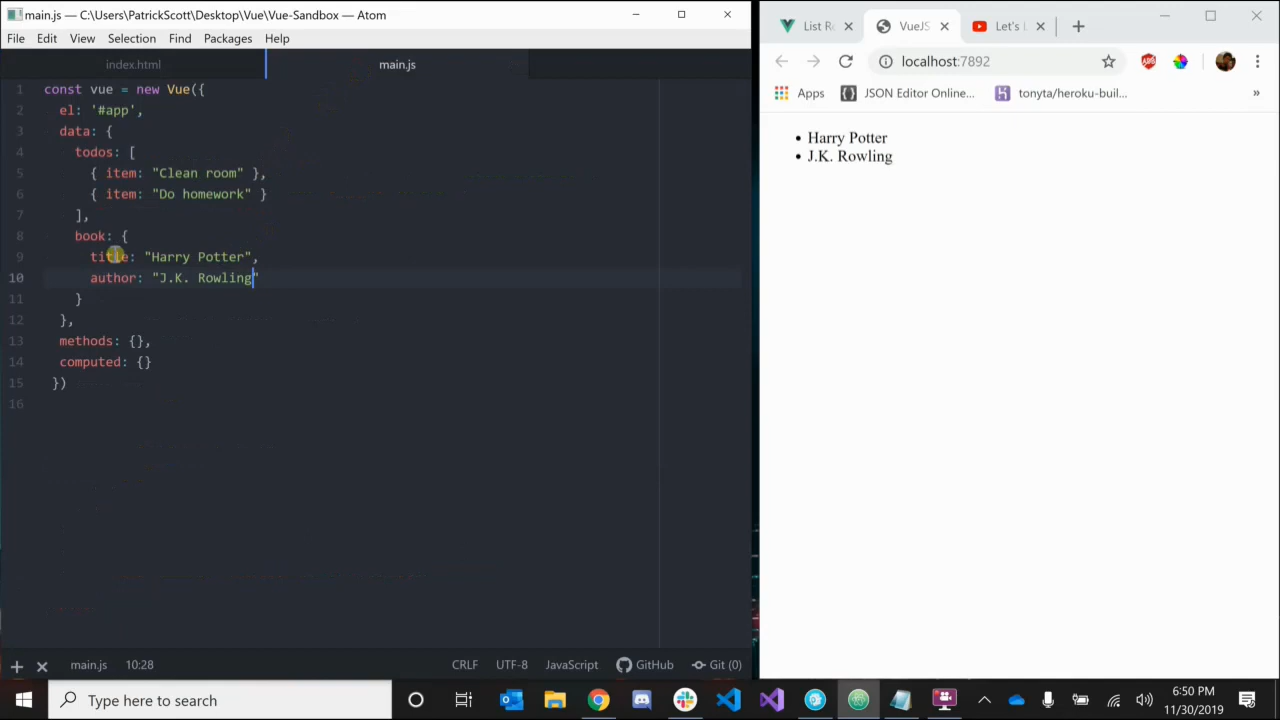 main.js — C:\Users\PatrickScott\Desktop\Vue\Vue-Sandbox — Atom
File Edit View Selection Find Packages Help
index.html main.js
1 const vue = new Vue({
2 el: '#app',
3 data: {
4 todos: [
5 { item: "Clean room" },
6 { item: "Do homework" }
7 ],
8 book: {
9 title: "Harry Potter",
10 author: "J.K. Rowling"
11 }
12 },
13 methods: {},
14 computed: {}
15 })
16
main.js 10:28 CRLF UTF-8 JavaScript GitHub Git (0)
List Re VueJS Let's
localhost:7892
Apps JSON Editor Online... tonyta/heroku-buil... »
• Harry Potter
• J.K. Rowling
Type here to search
6:50 PM
11/30/2019